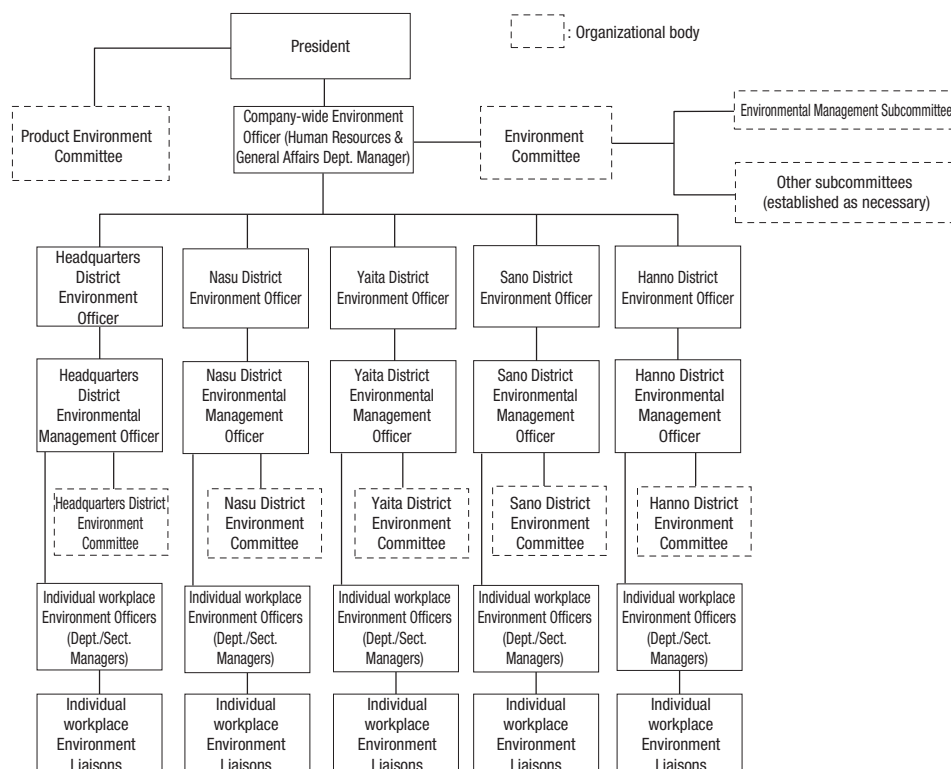 President
: Organizational body
Product Environment
Committee
Company-wide Environment
Officer (Human Resources &
General Affairs Dept. Manager)
Environment
Committee
Environmental Management Subcommittee
Other subcommittees
(established as necessary)
Headquarters
District
Environment
Officer
Nasu District
Environment Officer
Yaita District
Environment Officer
Sano District
Environment Officer
Hanno District
Environment Officer
Headquarters
District
Environmental
Management Officer
Nasu District
Environmental
Management
Officer
Yaita District
Environmental
Management
Officer
Sano District
Environmental
Management
Officer
Hanno District
Environmental
Management
Officer
Headquarters District
Environment
Committee
Nasu District
Environment
Committee
Yaita District
Environment
Committee
Sano District
Environment
Committee
Hanno District
Environment
Committee
Individual workplace
Environment Officers
(Dept./Sect.
Managers)
Individual workplace
Environment Officers
(Dept./Sect.
Managers)
Individual workplace
Environment Officers
(Dept./Sect.
Managers)
Individual workplace
Environment Officers
(Dept./Sect.
Managers)
Individual workplace
Environment Officers
(Dept./Sect.
Managers)
Individual
workplace
Environment
Liaisons
Individual
workplace
Environment
Liaisons
Individual
workplace
Environment
Liaisons
Individual
workplace
Environment
Liaisons
Individual
workplace
Environment
Liaisons